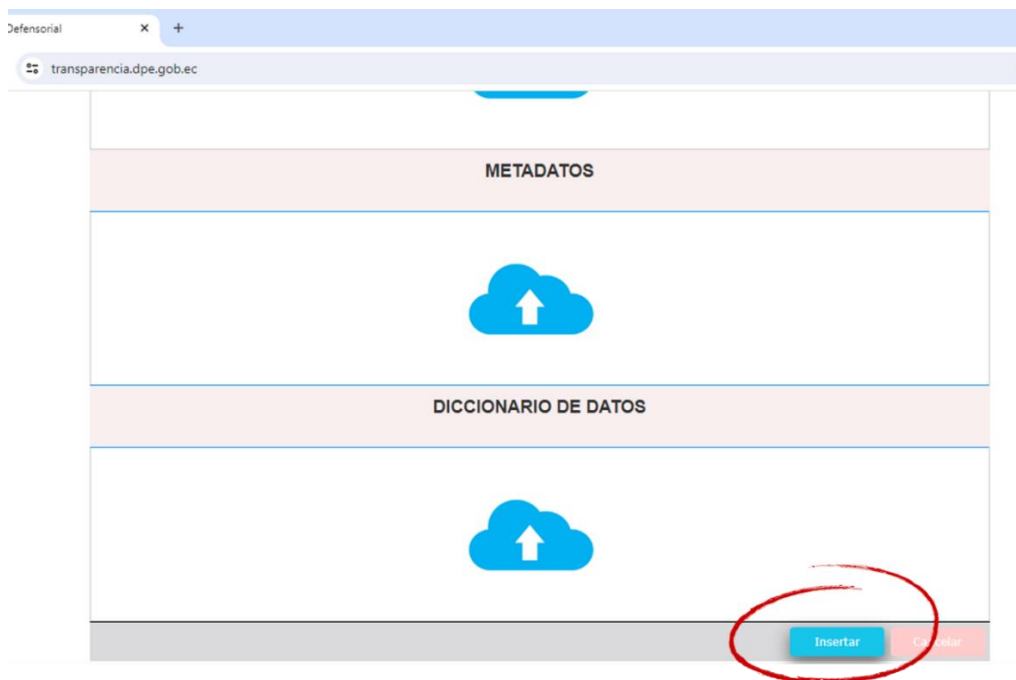 Defensorial
transparencia.dpe.gob.ec
METADATOS
DICCIONARIO DE DATOS
Insertar
Cancelar